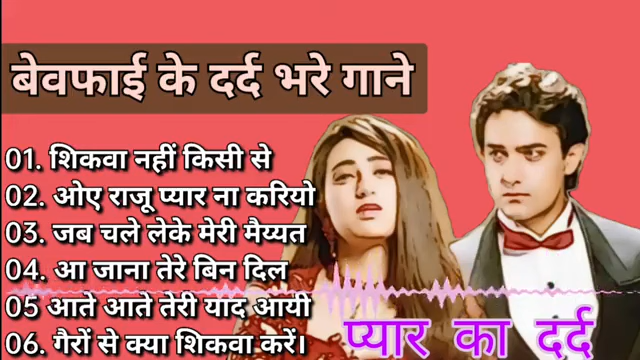 बेवफाई के दर्द भरे गाने
01. शिकवा नहीं किसी से
02. ओए राजू प्यार ना करियो
03. जब चले लेके मेरी मैय्यत
04. आ जाना तेरे बिन दिल
05 आते आते तेरी याद आयी
06. गैरों से क्या शिकवा करें।
प्यार का दर्द